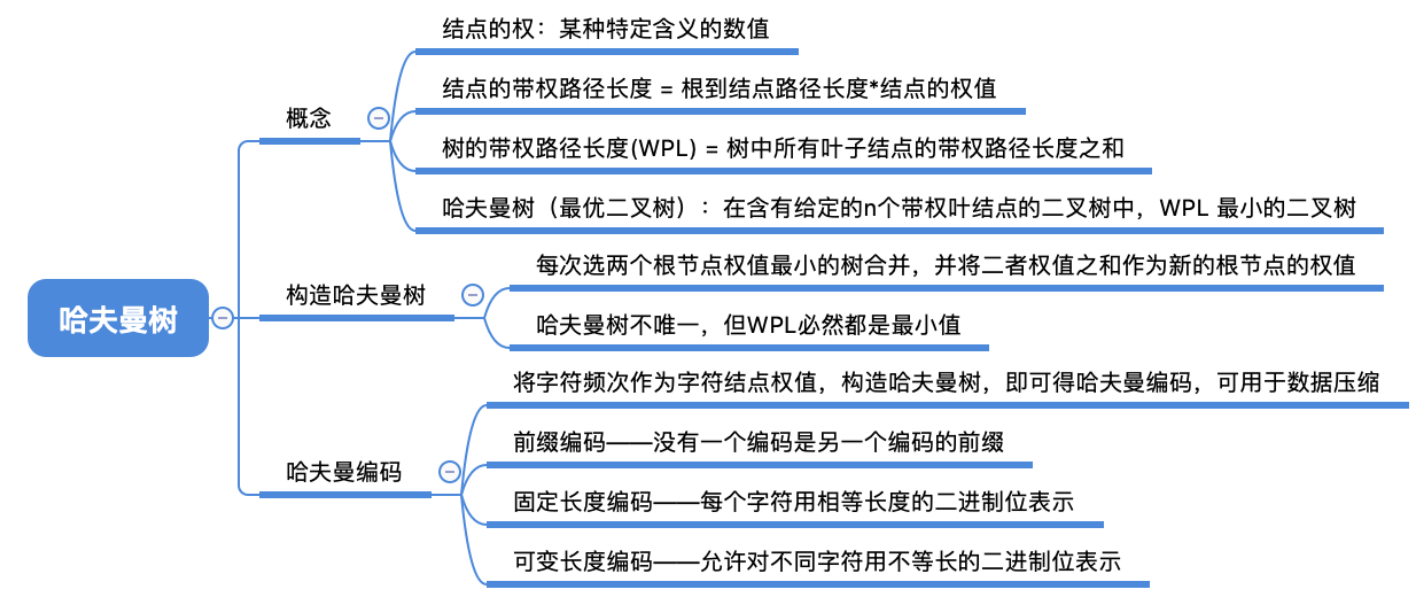 哈夫曼树
概念
结点的权：某种特定含义的数值
结点的带权路径长度 = 根到结点路径长度*结点的权值
树的带权路径长度(WPL) = 树中所有叶子结点的带权路径长度之和
哈夫曼树（最优二叉树）：在含有给定的n个带权叶结点的二叉树中，WPL 最小的二叉树
构造哈夫曼树
每次选两个根节点权值最小的树合并，并将二者权值之和作为新的根节点的权值
哈夫曼树不唯一，但WPL必然都是最小值
哈夫曼编码
将字符频次作为字符结点权值，构造哈夫曼树，即可得哈夫曼编码，可用于数据压缩
前缀编码——没有一个编码是另一个编码的前缀
固定长度编码——每个字符用相等长度的二进制位表示
可变长度编码——允许对不同字符用不等长的二进制位表示